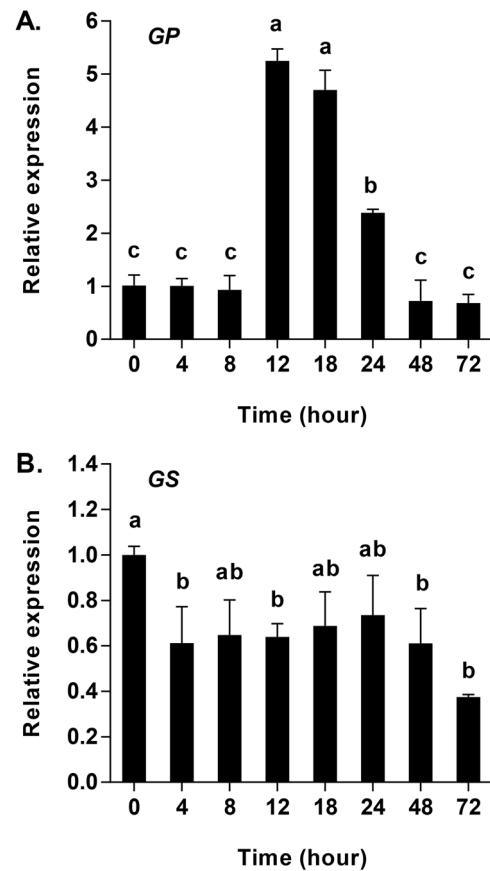 A.
GP
Relative expression
6
5
4
3
2
1
0
a
a
b
c c c
c c
0 4 8 12 18 24 48 72
Time (hour)
B.
GS
Relative expression
1.4
1.2
1.0
0.8
0.6
0.4
0.2
0.0
a
b ab b ab ab b b
0 4 8 12 18 24 48 72
Time (hour)